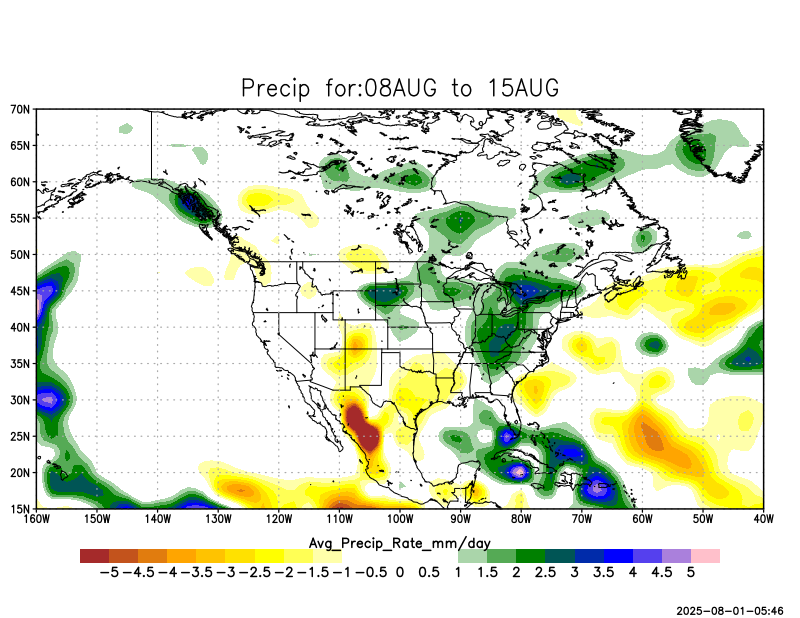 Precip for:08AUG to 15AUG
70N
65N
60N
55N
50N
45N
40N
35N
30N
25N
20N
15N
160W 150W 140W 130W 120W 110W 100W 90W 80W 70W 60W 50W 40W
Avg_Precip_Rate_mm/day
-5 -4.5 -4 -3.5 -3 -2.5 -2 -1.5 -1 -0.5 0 0.5 1 1.5 2 2.5 3 3.5 4 4.5 5
2025-08-01-05:46